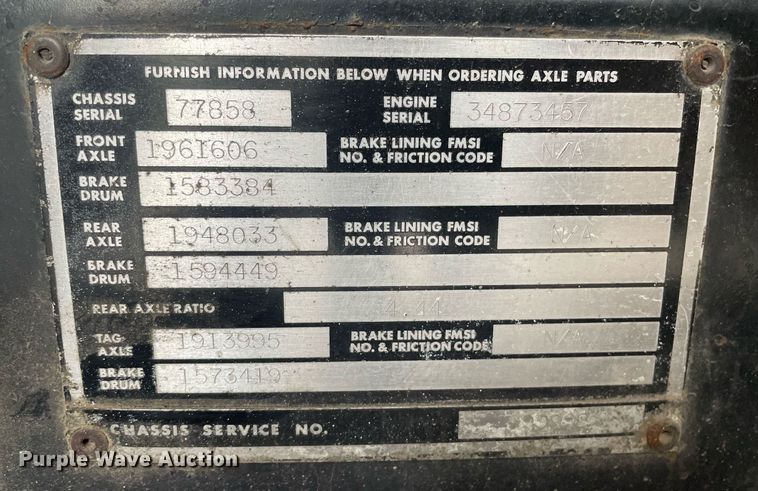 FURNISH INFORMATION BELOW WHEN ORDERING AXLE PARTS
CHASSIS SERIAL 77858 ENGINE SERIAL 34873457
FRONT AXLE 1961606 BRAKE LINING FMSI NO. & FRICTION CODE N/A
BRAKE DRUM 1583384
REAR AXLE 1948033 BRAKE LINING FMSI NO. & FRICTION CODE N/A
BRAKE DRUM 1594449
REAR AXLE RATIO 4.44
TAG AXLE 1913995 BRAKE LINING FMSI NO. & FRICTION CODE N/A
BRAKE DRUM 1573419
CHASSIS SERVICE NO.
Purple Wave Auction